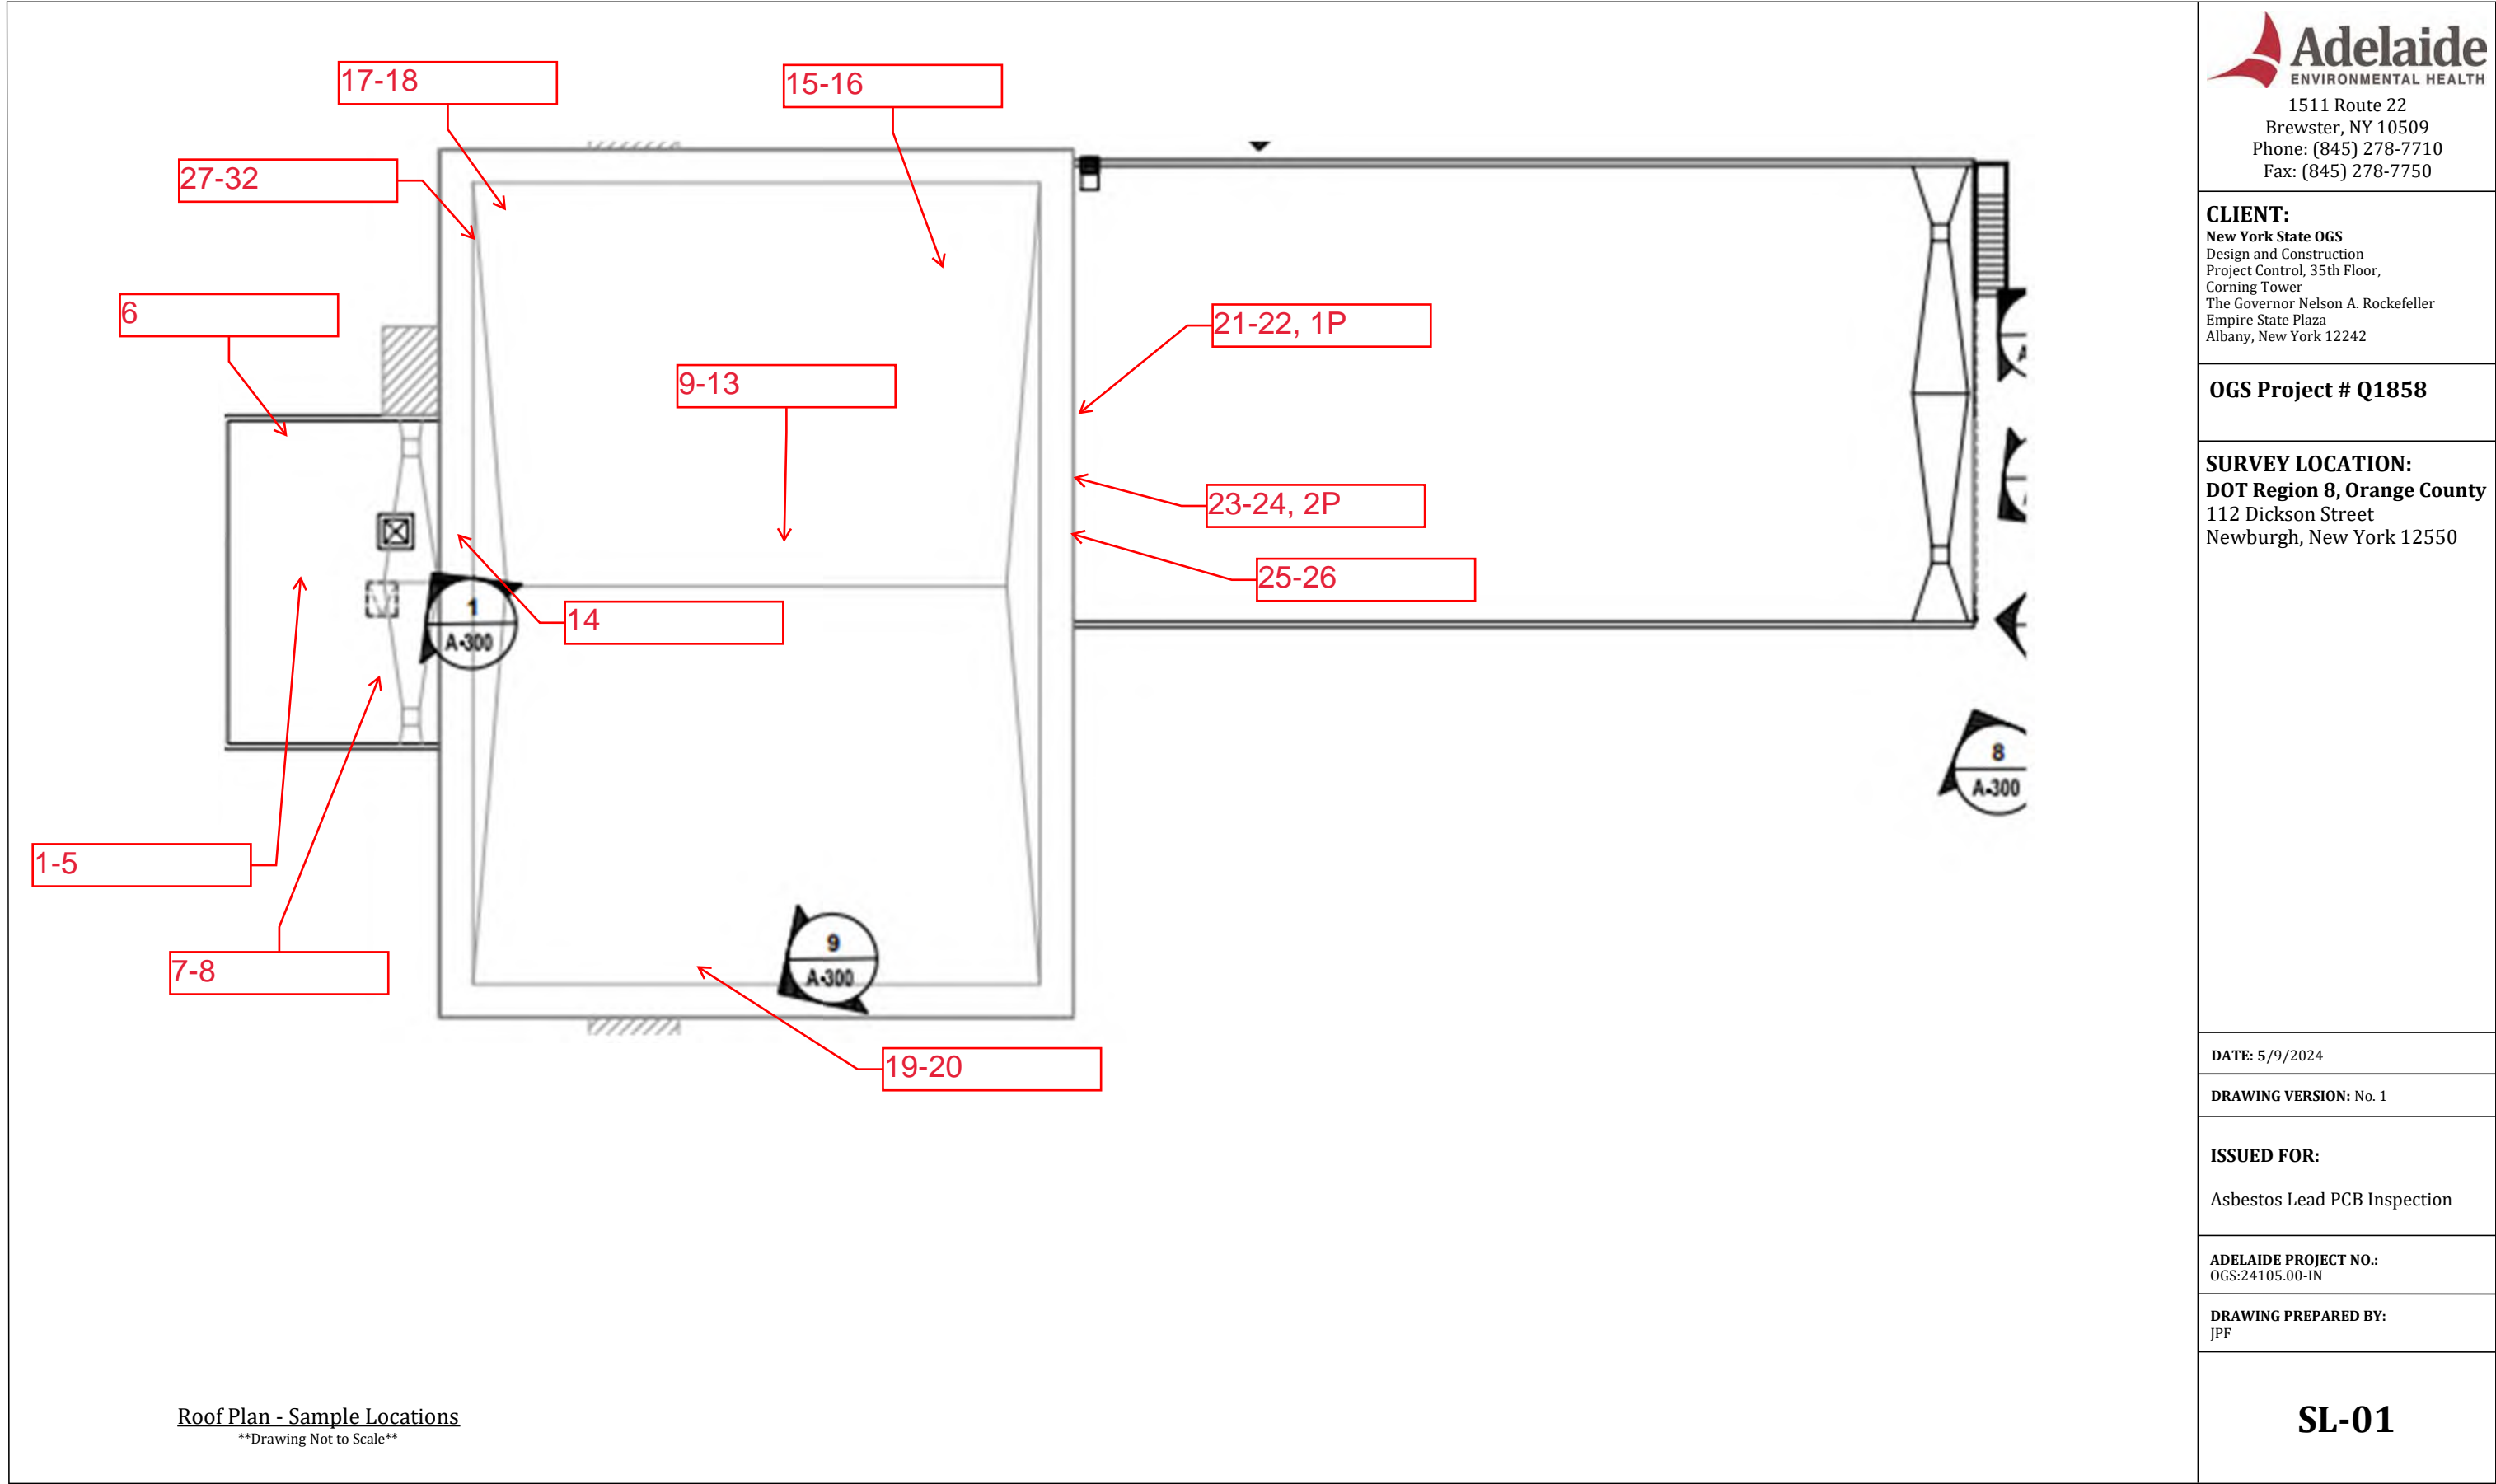 17-18
15-16
27-32
6
21-22, 1P
9-13
23-24, 2P
25-26
14
1
A-300
8
A-300
1-5
9
A-300
7-8
19-20
Roof Plan - Sample Locations
**Drawing Not to Scale**
Adelaide
ENVIRONMENTAL HEALTH
1511 Route 22
Brewster, NY 10509
Phone: (845) 278-7710
Fax: (845) 278-7750
CLIENT:
New York State OGS
Design and Construction
Project Control, 35th Floor,
Corning Tower
The Governor Nelson A. Rockefeller
Empire State Plaza
Albany, New York 12242
OGS Project # Q1858
SURVEY LOCATION:
DOT Region 8, Orange County
112 Dickson Street
Newburgh, New York 12550
DATE: 5/9/2024
DRAWING VERSION: No. 1
ISSUED FOR:
Asbestos Lead PCB Inspection
ADELAIDE PROJECT NO.:
OGS:24105.00-IN
DRAWING PREPARED BY:
JPF
SL-01